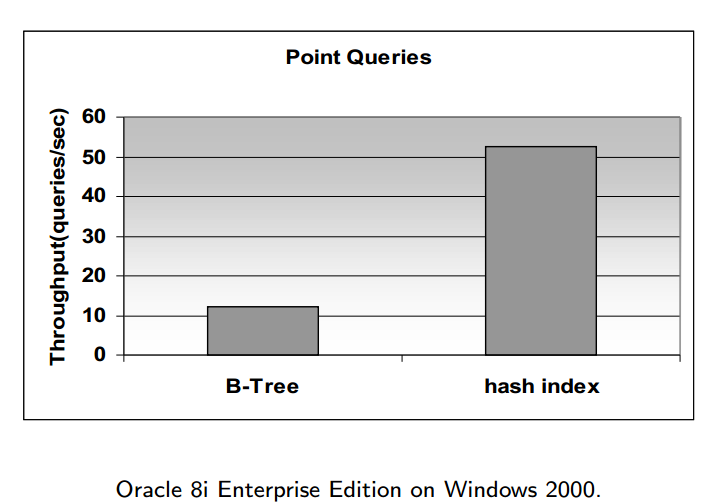 Point Queries
Throughput(queries/sec)
60
50
40
30
20
10
0
B-Tree
hash index
Oracle 8i Enterprise Edition on Windows 2000.